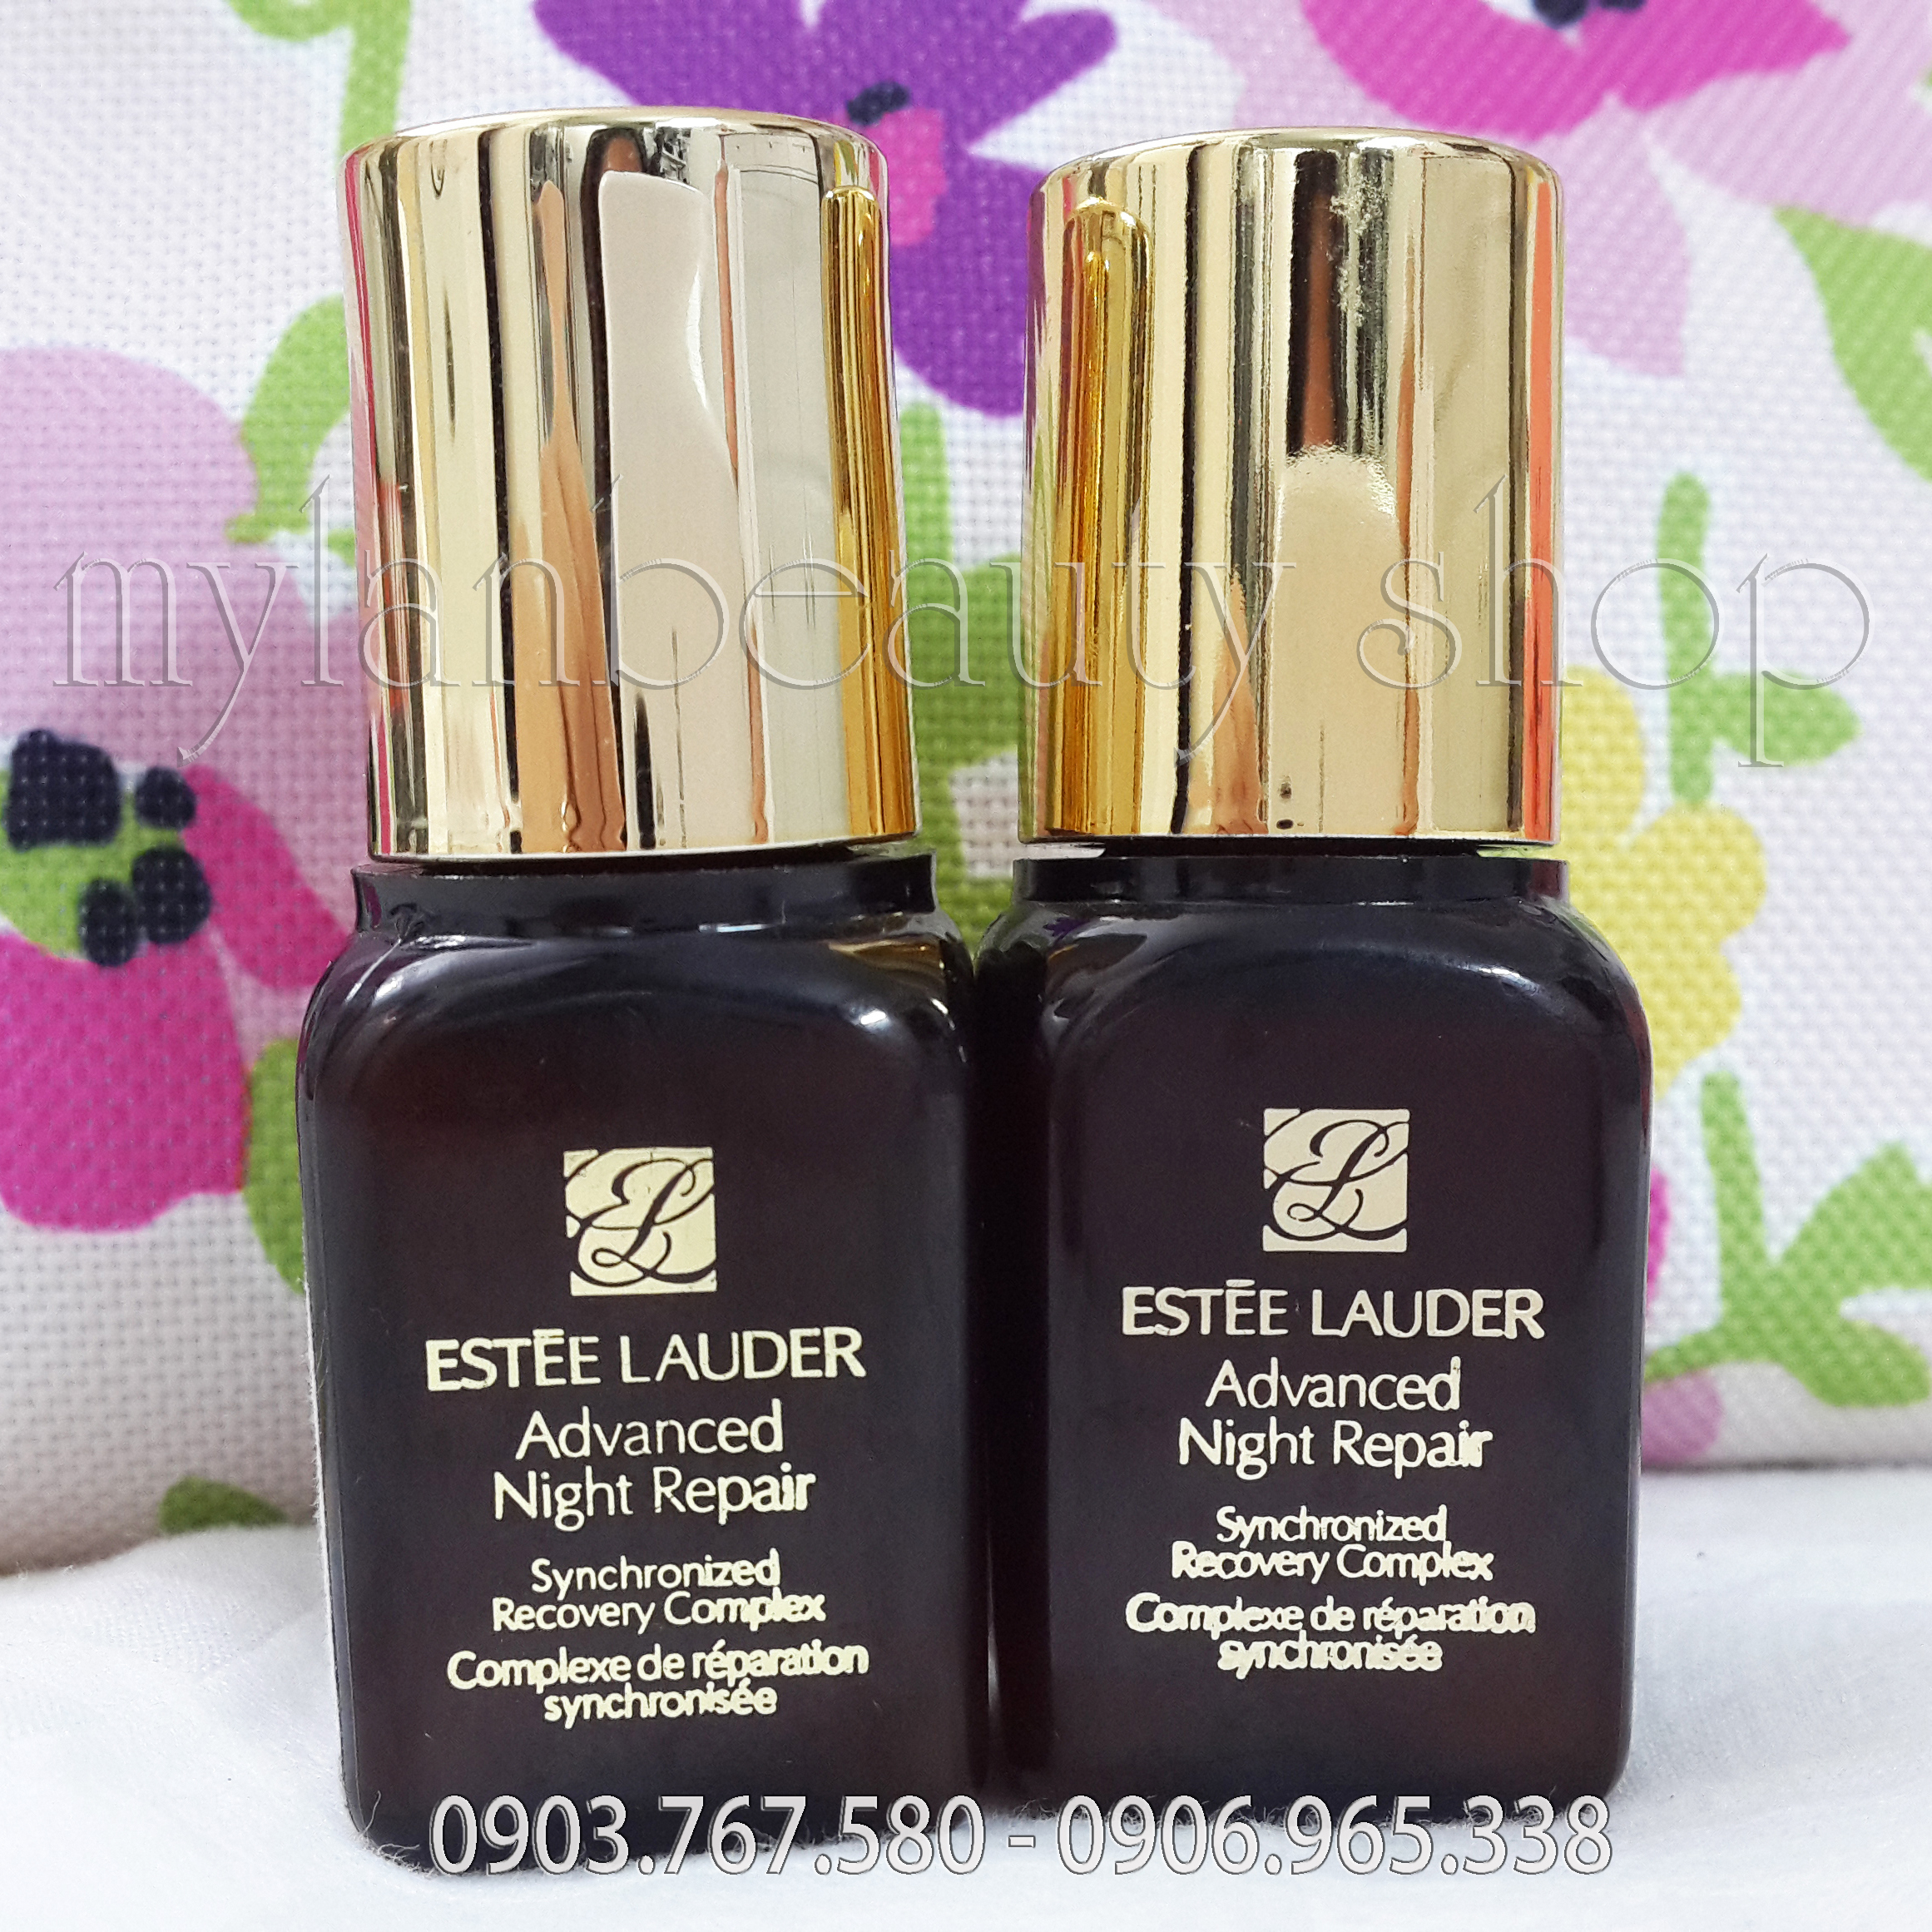 mylanbeauty shop
ESTĒE LAUDER
Advanced
Night Repair
Synchronized
Recovery Complex
Complexe de réparation
synchronisée
ESTĒE LAUDER
Advanced
Night Repair
Synchronized
Recovery Complex
Complexe de réparation
synchronisée
0903.767.580 - 0906.965.338